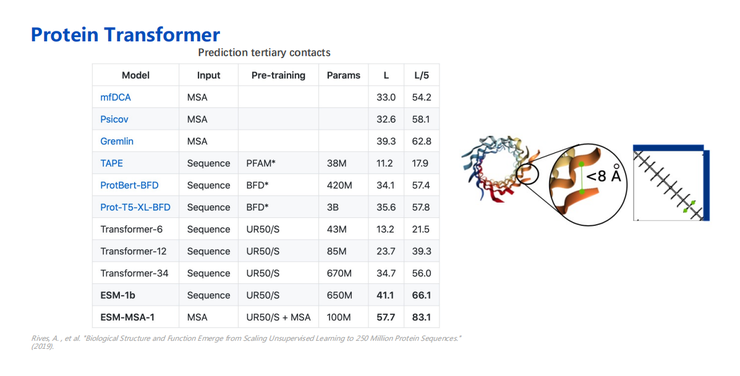 Protein Transformer
Prediction tertiary contacts
Model Input Pre-training Params L L/5
mfDCA MSA 33.0 54.2
Psicov MSA 32.6 58.1
Gremlin MSA 39.3 62.8
TAPE Sequence PFAM* 38M 11.2 17.9
ProtBert-BFD Sequence BFD* 420M 34.1 57.4
Prot-T5-XL-BFD Sequence BFD* 3B 35.6 57.8
Transformer-6 Sequence UR50/S 43M 13.2 21.5
Transformer-12 Sequence UR50/S 85M 23.7 39.3
Transformer-34 Sequence UR50/S 670M 34.7 56.0
ESM-1b Sequence UR50/S 650M 41.1 66.1
ESM-MSA-1 MSA UR50/S + MSA 100M 57.7 83.1
<8 Å
Rives, A. , et al. "Biological Structure and Function Emerge from Scaling Unsupervised Learning to 250 Million Protein Sequences."
(2019).